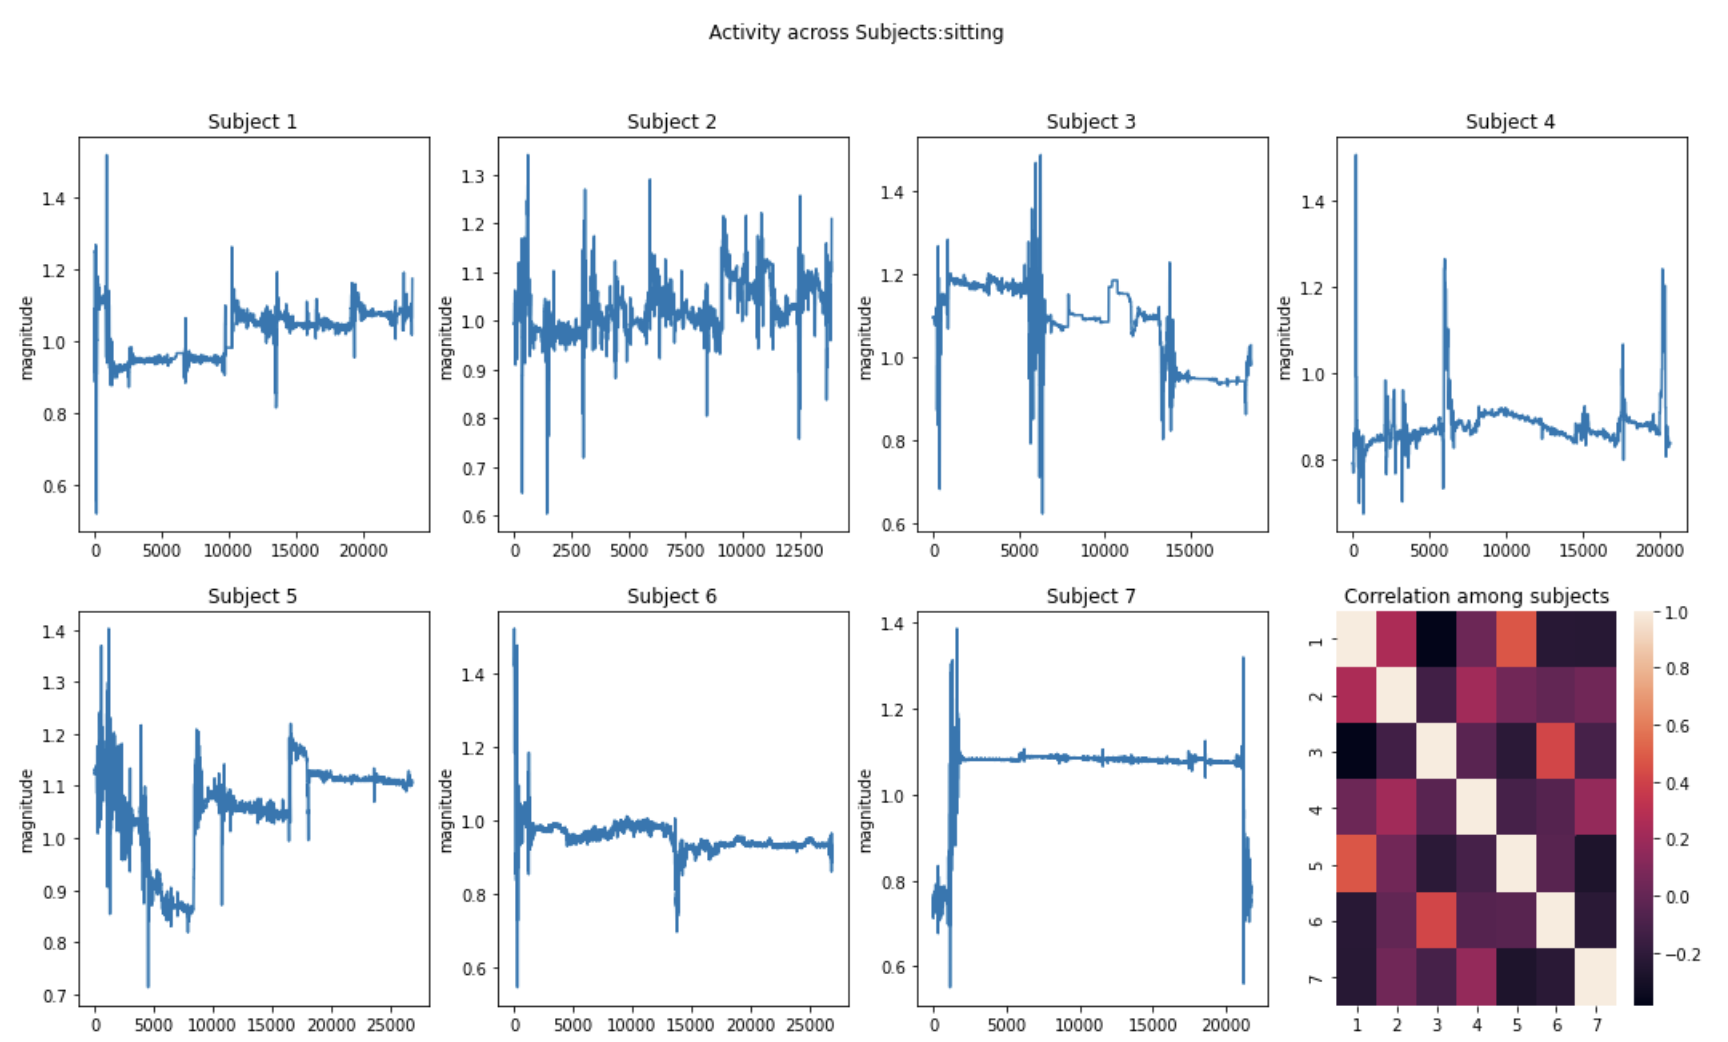 Activity across Subjects:sitting
Subject 1
magnitude
1.4
1.2
1.0
0.8
0.6
0 5000 10000 15000 20000
Subject 2
magnitude
1.3
1.2
1.1
1.0
0.9
0.8
0.7
0.6
0 2500 5000 7500 10000 12500
Subject 3
magnitude
1.4
1.2
1.0
0.8
0.6
0 5000 10000 15000
Subject 4
magnitude
1.4
1.2
1.0
0.8
0 5000 10000 15000 20000
Subject 5
magnitude
1.4
1.3
1.2
1.1
1.0
0.9
0.8
0.7
0 5000 10000 15000 20000 25000
Subject 6
magnitude
1.4
1.2
1.0
0.8
0.6
0 5000 10000 15000 20000 25000
Subject 7
magnitude
1.4
1.2
1.0
0.8
0.6
0 5000 10000 15000 20000
Correlation among subjects
1
2
3
4
5
6
7
1 2 3 4 5 6 7
1.0
0.8
0.6
0.4
0.2
0.0
−0.2